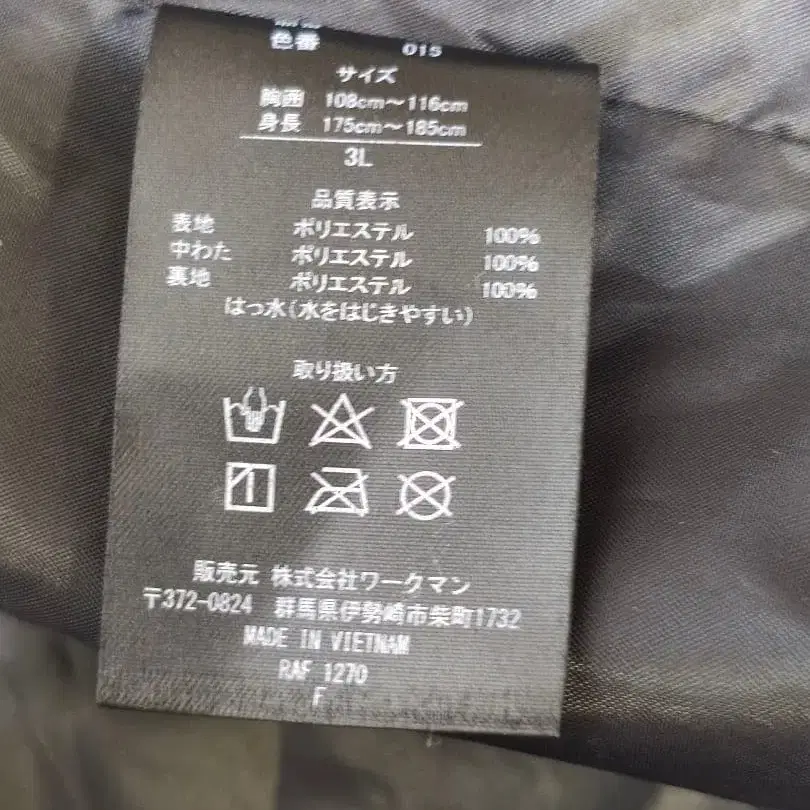 色番 015
サイズ
胸囲 108cm～116cm
身長 175cm～185cm
3L
品質表示
表地 ポリエステル 100%
中わた ポリエステル 100%
裏地 ポリエステル 100%
はっ水(水をはじきやすい)
取り扱い方
販売元 株式会社ワークマン
〒372-0824 群馬県伊勢崎市柴町1732
MADE IN VIETNAM
RAF 1270
F